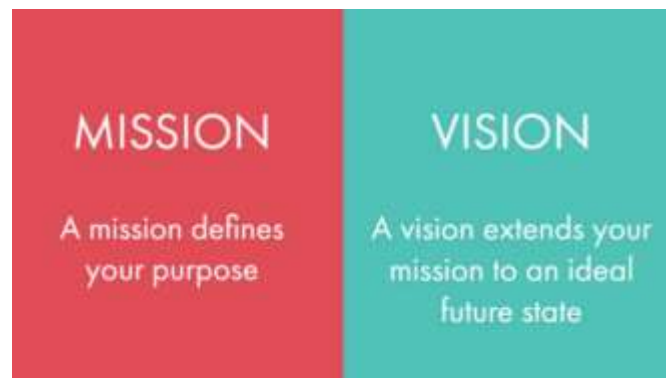 MISSION
A mission defines
your purpose
VISION
A vision extends your
mission to an ideal
future state